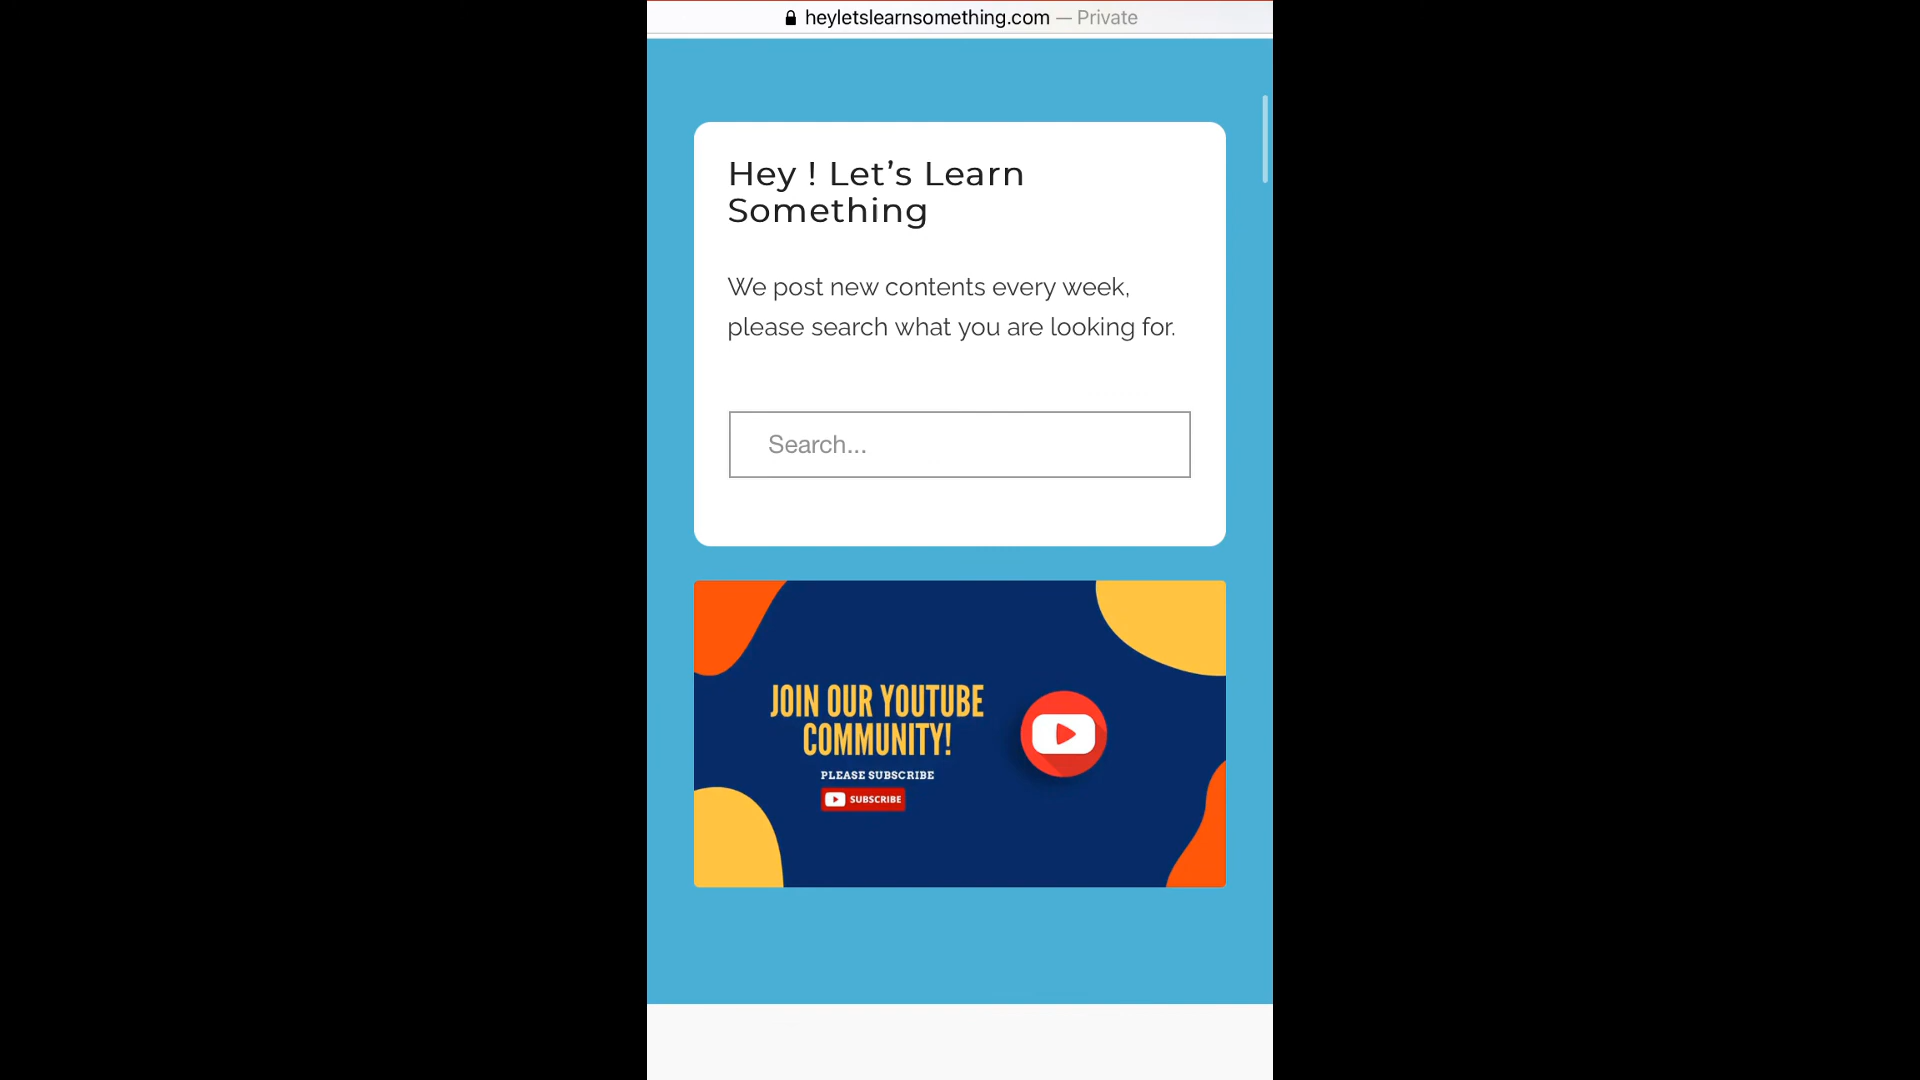 heyletslearnsomething.com — Private
Hey ! Let’s Learn
Something
We post new contents every week,
please search what you are looking for.
Search...
JOIN OUR YOUTUBE
COMMUNITY!
PLEASE SUBSCRIBE
SUBSCRIBE